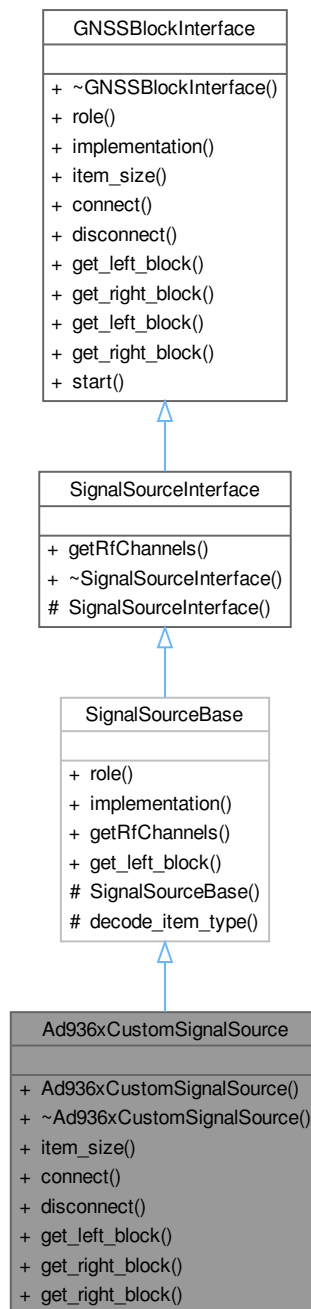 GNSSBlockInterface
+ ~GNSSBlockInterface()
+ role()
+ implementation()
+ item_size()
+ connect()
+ disconnect()
+ get_left_block()
+ get_right_block()
+ get_left_block()
+ get_right_block()
+ start()
SignalSourceInterface
+ getRfChannels()
+ ~SignalSourceInterface()
# SignalSourceInterface()
SignalSourceBase
+ role()
+ implementation()
+ getRfChannels()
+ get_left_block()
# SignalSourceBase()
# decode_item_type()
Ad936xCustomSignalSource
+ Ad936xCustomSignalSource()
+ ~Ad936xCustomSignalSource()
+ item_size()
+ connect()
+ disconnect()
+ get_left_block()
+ get_right_block()
+ get_right_block()